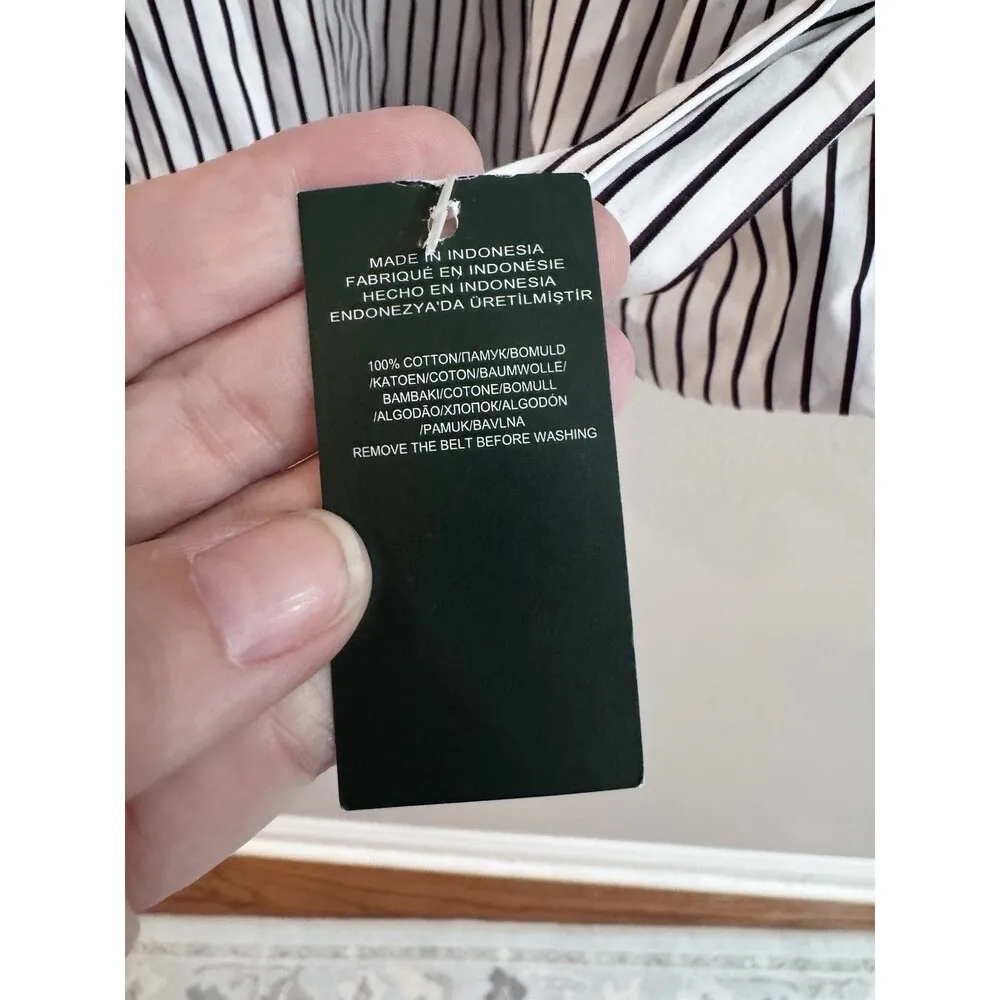 MADE IN INDONESIA
FABRIQUÉ EN INDONÉSIE
HECHO EN INDONESIA
ENDONEZYA'DA ÜRETİLMİŞTİR
100% COTTON/ПАМУК/BOMULD
/KATOEN/COTON/BAUMWOLLE/
BAMBAKI/COTONE/BOMULL
/ALGODÃO/ХЛОПОК/ALGODÓN
/PAMUK/BAVLNA
REMOVE THE BELT BEFORE WASHING